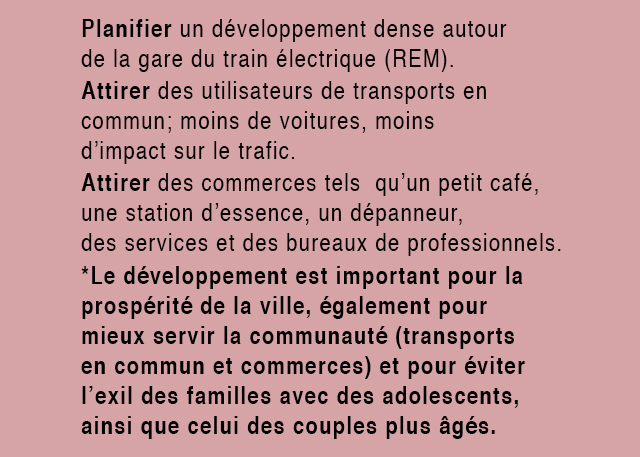 Planifier un développement dense autour
de la gare du train électrique (REM).
Attirer des utilisateurs de transports en
commun; moins de voitures, moins
d’impact sur le trafic.
Attirer des commerces tels  qu’un petit café,
une station d’essence, un dépanneur,
des services et des bureaux de professionnels.
*Le développement est important pour la
prospérité de la ville, également pour
mieux servir la communauté (transports
en commun et commerces) et pour éviter
l’exil des familles avec des adolescents,
ainsi que celui des couples plus âgés.